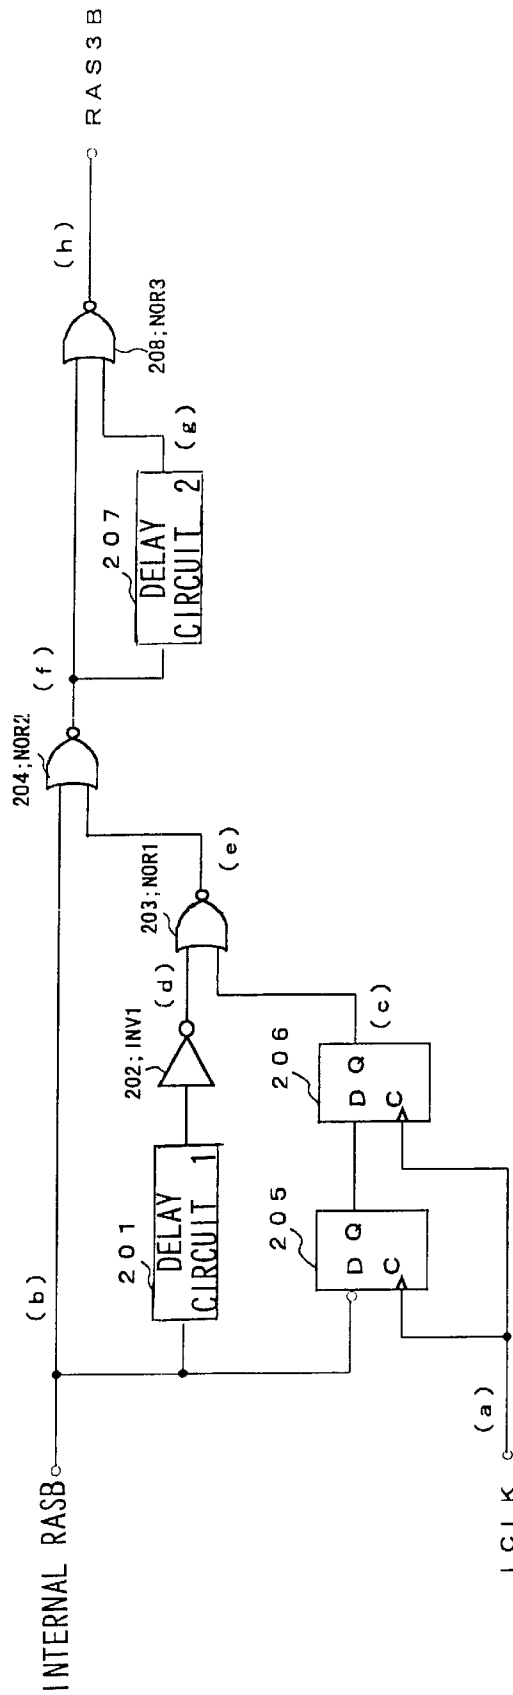 INTERNAL RASB
(b)
201
DELAY
CIRCUIT 1
202;INV1
(d)
203;NOR1
(e)
204;NOR2
(f)
207
DELAY
CIRCUIT 2
(g)
208;NOR3
(h)
RAS3B
205
D Q
C
206
D Q
C
(c)
(a)
ICLK